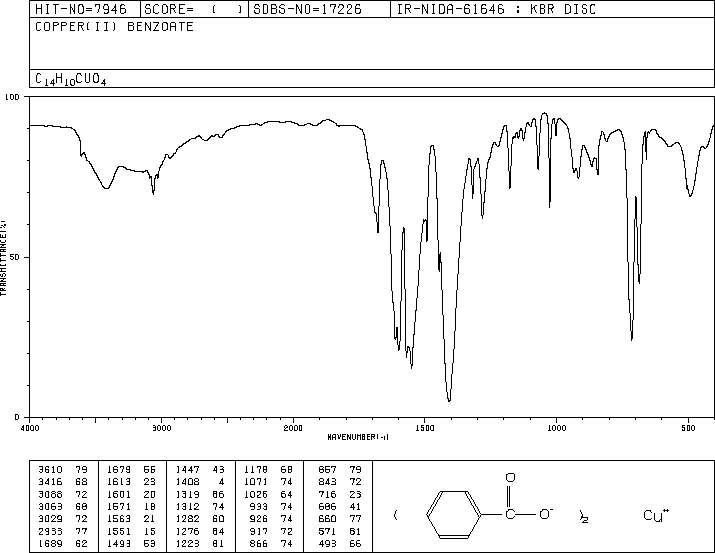 HIT-NO=7946 SCORE= ( ) SDBS-NO=17226 IR-NIDA-61646 : KBR DISC
COPPER(II) BENZOATE
C14H10CUO4
100
50
0
TRANSMITTANCE(%)
4000 3000 2000 1500 1000 500
WAVENUMBER(-1)
3610 79 1679 56 1447 43 1178 68 857 79
3416 68 1613 23 1408 4 1071 74 843 72
3088 72 1601 20 1319 66 1026 64 716 23
3063 68 1571 18 1312 74 933 74 686 41
3029 72 1563 21 1282 60 926 74 660 77
2933 77 1551 15 1276 64 917 72 571 81
1689 62 1493 53 1223 81 866 74 493 66
O
( C O- )2 Cu++